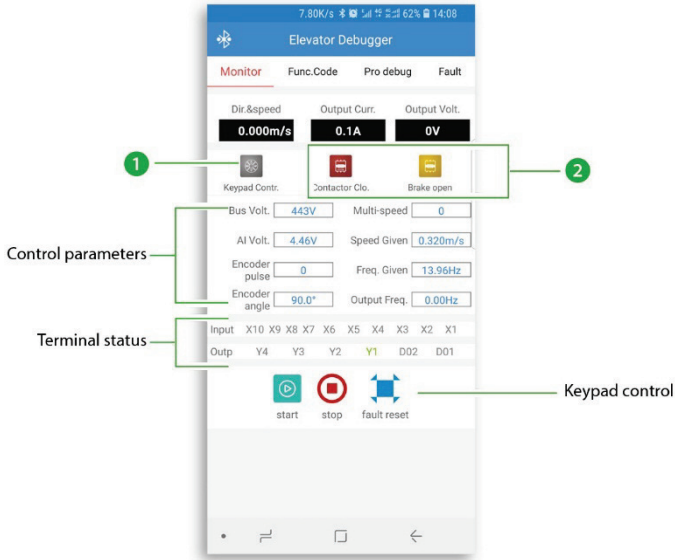 7.80K/s 62% 14:08
Elevator Debugger
Monitor Func.Code Pro debug Fault
Dir.&speed Output Curr. Output Volt.
0.000m/s 0.1A 0V
1 2
Keypad Contr. Contactor Clo. Brake open
Bus Volt. 443V Multi-speed 0
Control parameters
AI Volt. 4.46V Speed Given 0.320m/s
Encoder pulse 0 Freq. Given 13.96Hz
Encoder angle 90.0° Output Freq. 0.00Hz
Terminal status
Input X10 X9 X8 X7 X6 X5 X4 X3 X2 X1
Outp Y4 Y3 Y2 Y1 D02 D01
Keypad control
start stop fault reset